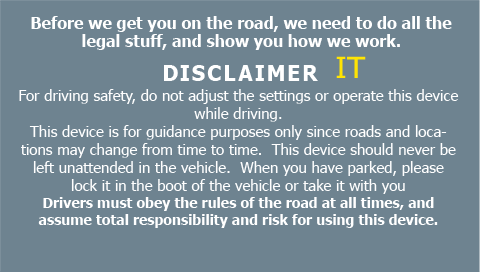 Before we get you on the road, we need to do all the
legal stuff, and show you how we work.
DISCLAIMER IT
For driving safety, do not adjust the settings or operate this device
while driving.
This device is for guidance purposes only since roads and loca-
tions may change from time to time.  This device should never be
left unattended in the vehicle.  When you have parked, please
lock it in the boot of the vehicle or take it with you
Drivers must obey the rules of the road at all times, and
assume total responsibility and risk for using this device.